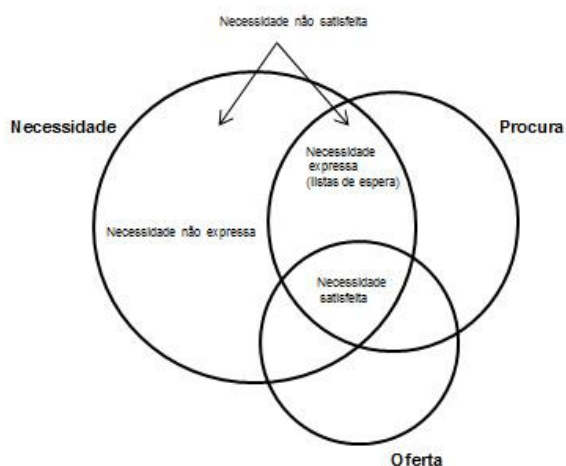 Necessidade não satisfeita
Necessidade
Procura
Necessidade
expressa
(listas de espera)
Necessidade não expressa
Necessidade
satisfeita
Oferta